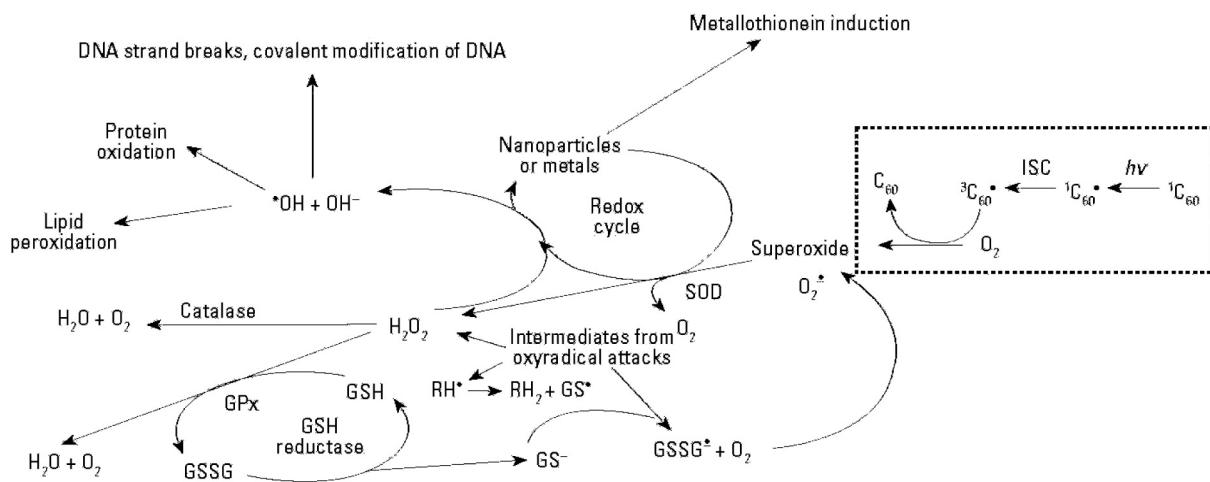 Metallothionein induction
DNA strand breaks, covalent modification of DNA
Protein
oxidation
Nanoparticles
or metals
•OH + OH⁻
Lipid
peroxidation
Redox
cycle
C₆₀
³C₆₀•
ISC
¹C₆₀•
hν
¹C₆₀
O₂
Superoxide
O₂•⁻
SOD
O₂
H₂O + O₂
Catalase
H₂O₂
Intermediates from
oxyradical attacks
RH•
RH₂ + GS•
GSH
GPx
GSH
reductase
H₂O + O₂
GSSG
GS⁻
GSSG•⁻ + O₂